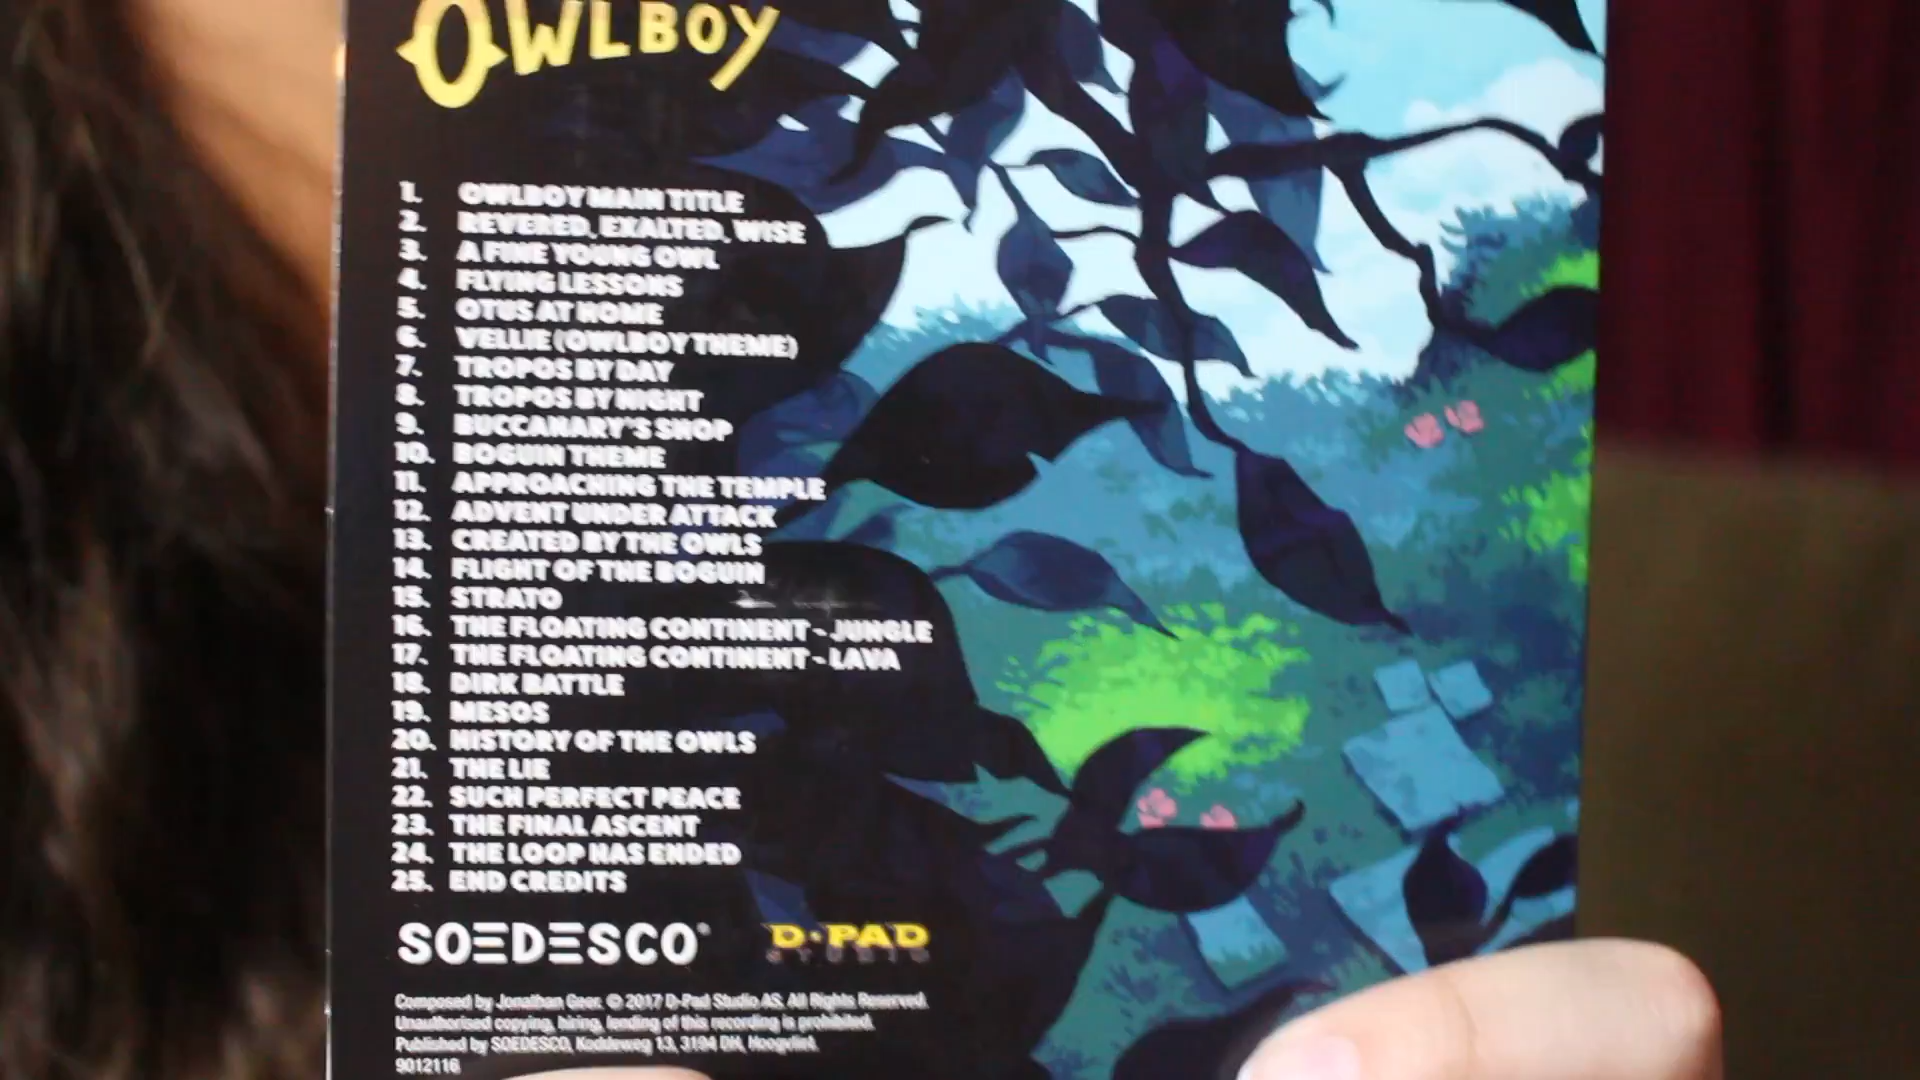 OWLBOY
1. OWLBOY MAIN TITLE
2. REVERED, EXALTED, WISE
3. A FINE YOUNG OWL
4. FLYING LESSONS
5. OTUS AT HOME
6. VELLIE (OWLBOY THEME)
7. TROPOS BY DAY
8. TROPOS BY NIGHT
9. BUCCANARY'S SHOP
10. BOGUIN THEME
11. APPROACHING THE TEMPLE
12. ADVENT UNDER ATTACK
13. CREATED BY THE OWLS
14. FLIGHT OF THE BOGUIN
15. STRATO
16. THE FLOATING CONTINENT - JUNGLE
17. THE FLOATING CONTINENT - LAVA
18. DIRK BATTLE
19. MESOS
20. HISTORY OF THE OWLS
21. THE LIE
22. SUCH PERFECT PEACE
23. THE FINAL ASCENT
24. THE LOOP HAS ENDED
25. END CREDITS
SOEDESCO®
D-PAD
STUDIO
Composed by Jonathan Geer. © 2017 D-Pad Studio AS. All Rights Reserved.
Unauthorised copying, hiring, lending of this recording is prohibited.
Published by SOEDESCO, Koddeweg 13, 3194 DH, Hoogvliet.
9012116